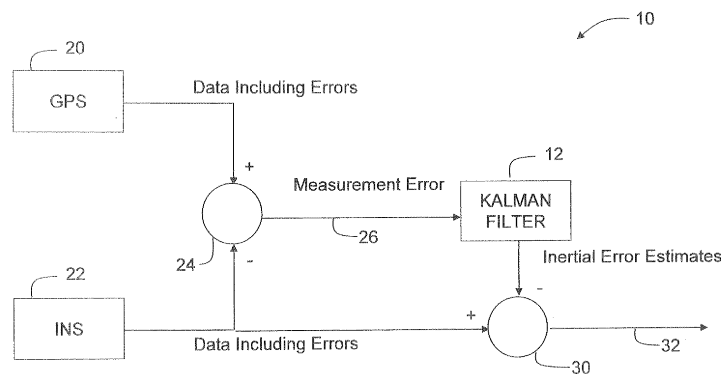 10
20
GPS
Data Including Errors
+
12
Measurement Error
KALMAN
FILTER
24
26
-
Inertial Error Estimates
22
-
+
INS
Data Including Errors
32
30